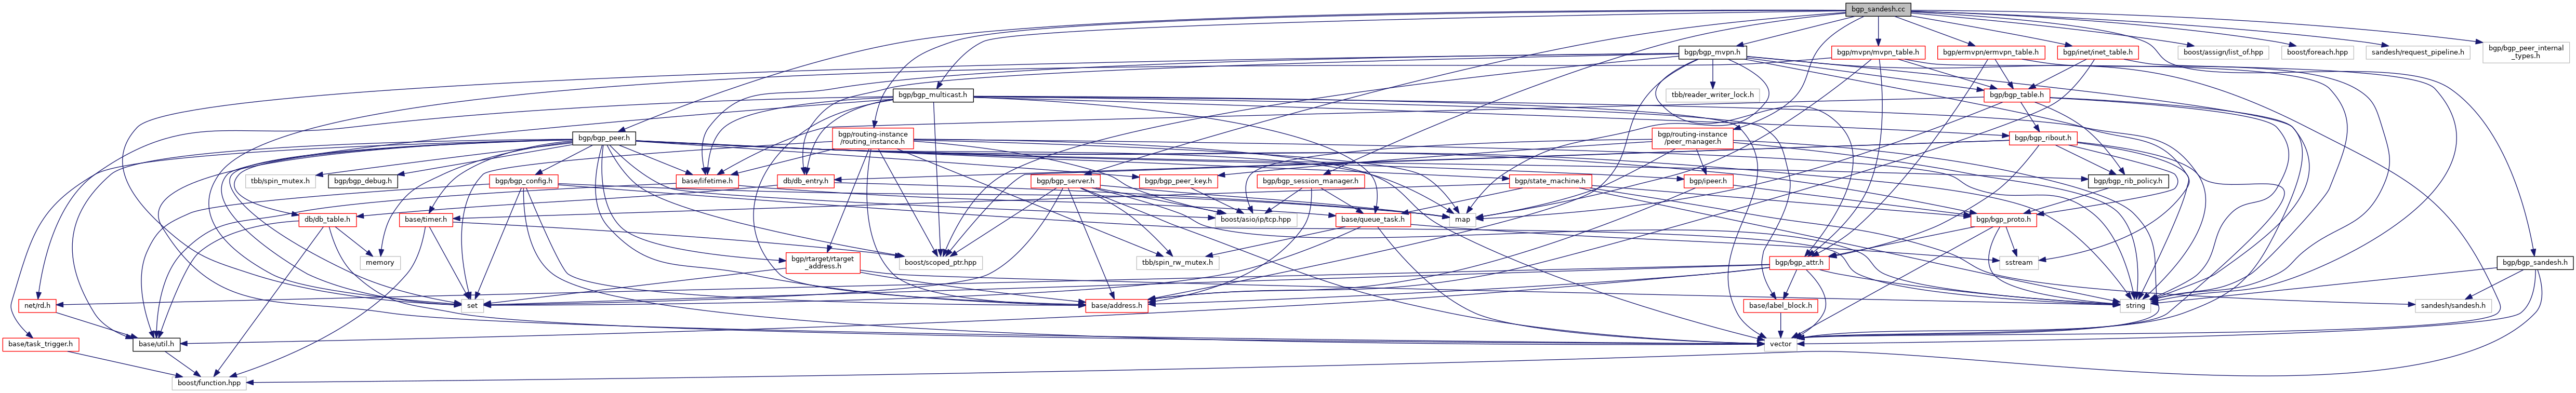 bgp_sandesh.cc
bgp/bgp_mvpn.h
bgp/mvpn/mvpn_table.h
bgp/ermvpn/ermvpn_table.h
bgp/inet/inet_table.h
boost/assign/list_of.hpp
boost/foreach.hpp
sandesh/request_pipeline.h
bgp/bgp_peer_internal
_types.h
bgp/bgp_multicast.h
tbb/reader_writer_lock.h
bgp/bgp_table.h
bgp/bgp_peer.h
bgp/routing-instance
/routing_instance.h
bgp/routing-instance
/peer_manager.h
bgp/bgp_ribout.h
tbb/spin_mutex.h
bgp/bgp_debug.h
bgp/bgp_config.h
base/lifetime.h
db/db_entry.h
bgp/bgp_server.h
bgp/bgp_peer_key.h
bgp/bgp_session_manager.h
bgp/state_machine.h
bgp/ipeer.h
bgp/bgp_rib_policy.h
db/db_table.h
base/timer.h
boost/asio/ip/tcp.hpp
base/queue_task.h
map
bgp/bgp_proto.h
memory
bgp/rtarget/rtarget
_address.h
boost/scoped_ptr.hpp
tbb/spin_rw_mutex.h
bgp/bgp_attr.h
sstream
bgp/bgp_sandesh.h
net/rd.h
set
base/address.h
base/label_block.h
string
sandesh/sandesh.h
base/task_trigger.h
base/util.h
vector
boost/function.hpp